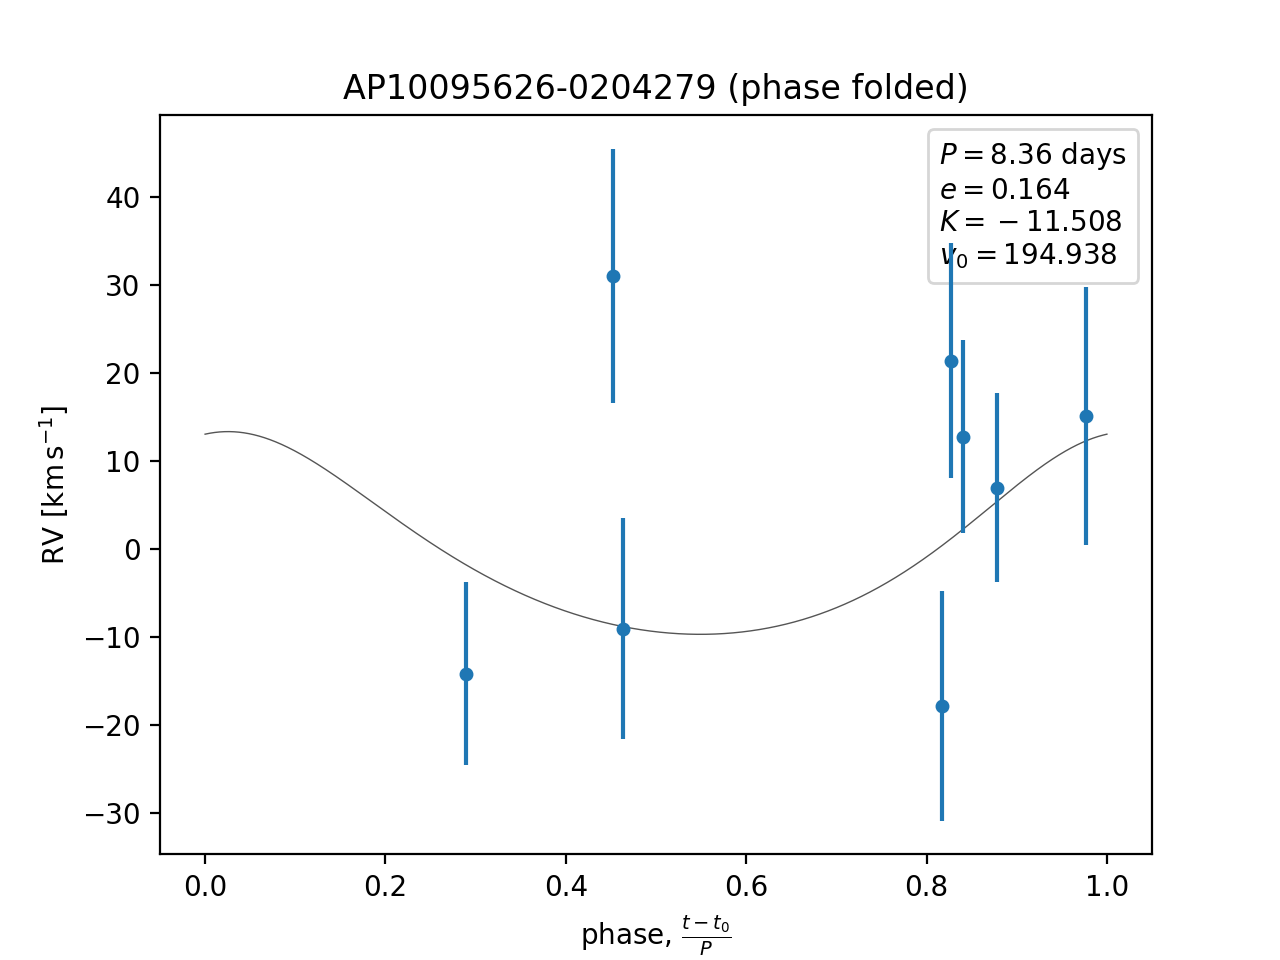 AP10095626-0204279 (phase folded)
P = 8.36 days
e = 0.164
K = −11.508
v₀ = 194.938
RV [km s⁻¹]
40
30
20
10
0
−10
−20
−30
0.0 0.2 0.4 0.6 0.8 1.0
phase, (t − t₀)/P